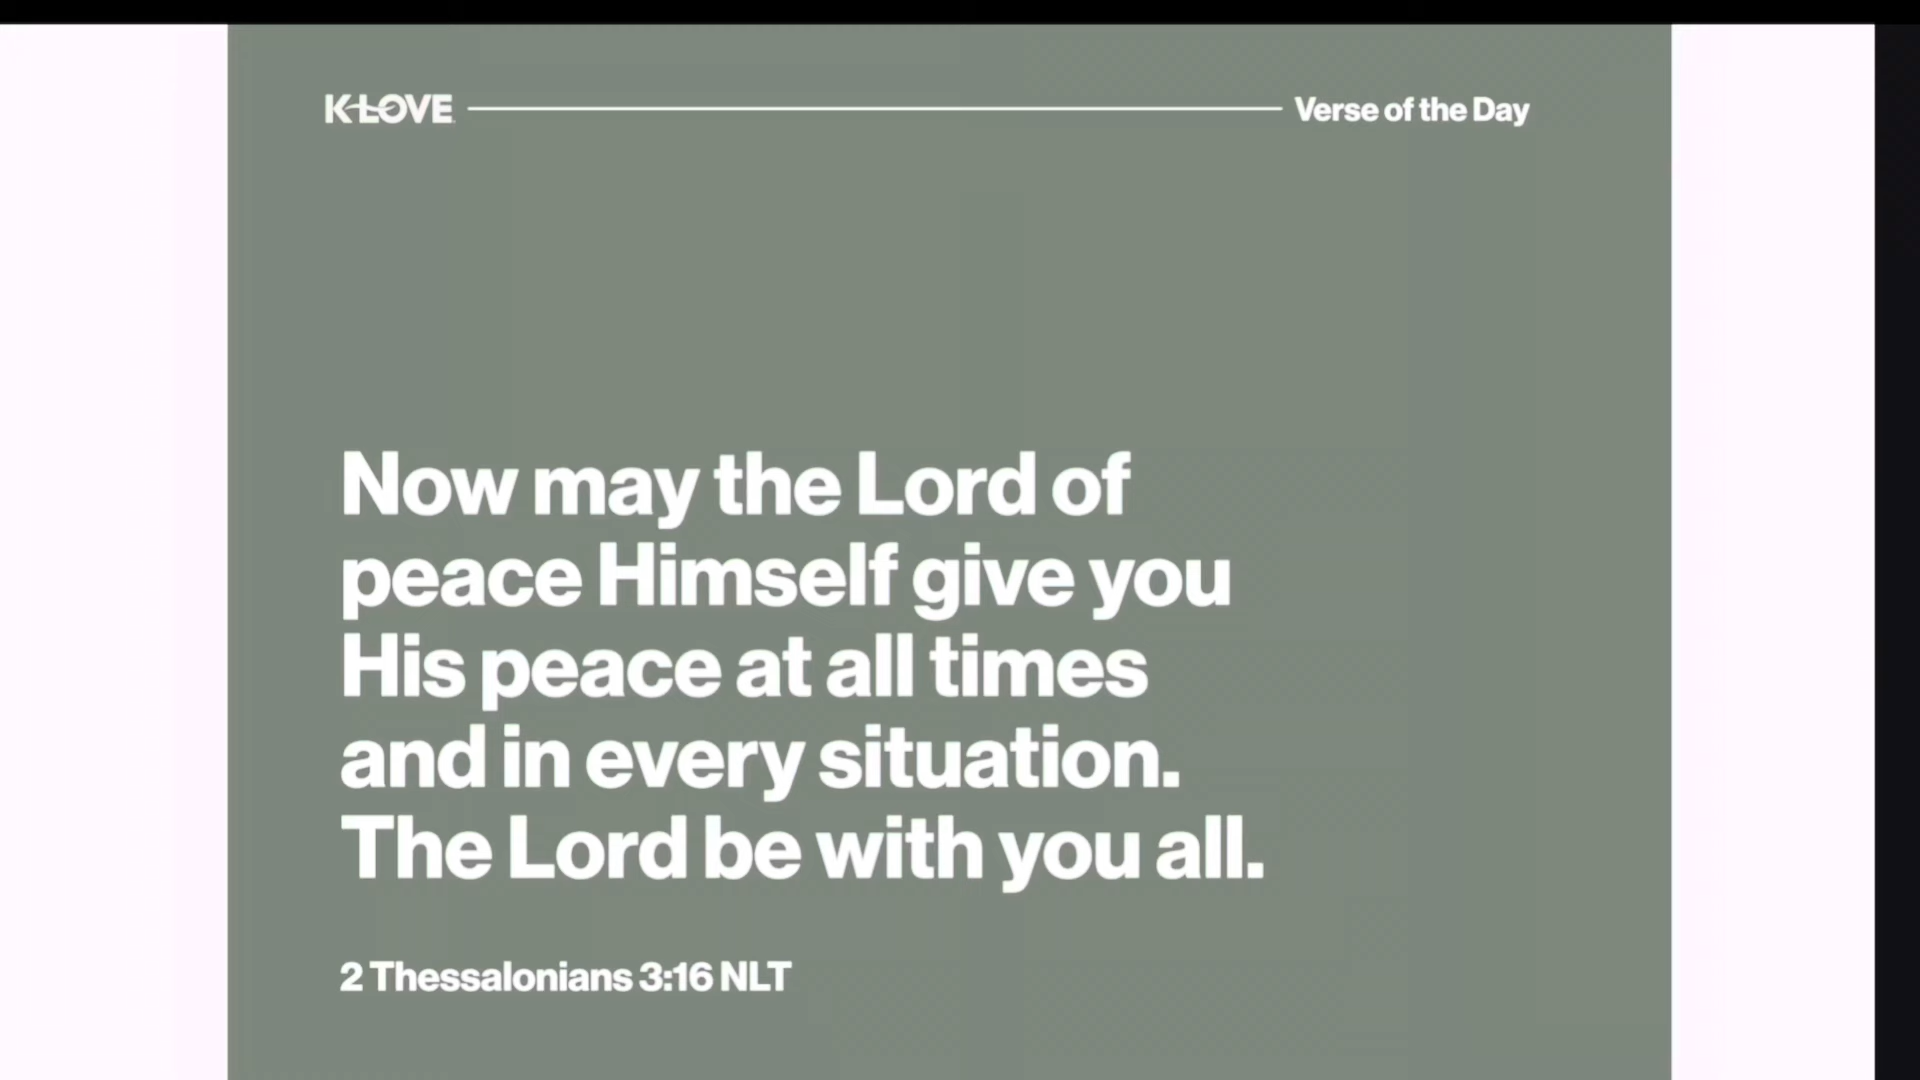 K-LOVE Verse of the Day
Now may the Lord of
peace Himself give you
His peace at all times
and in every situation.
The Lord be with you all.
2 Thessalonians 3:16 NLT